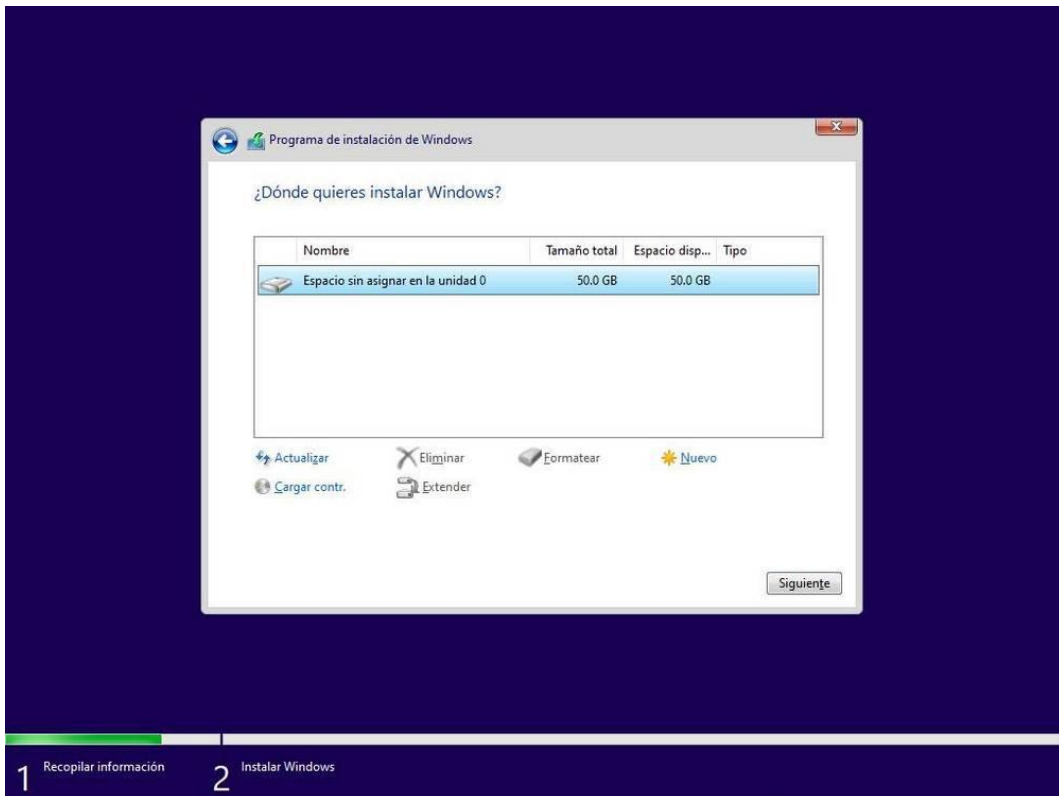 Programa de instalación de Windows
¿Dónde quieres instalar Windows?
Nombre Tamaño total Espacio disp... Tipo
Espacio sin asignar en la unidad 0 50.0 GB 50.0 GB
Actualizar Eliminar Formatear Nuevo
Cargar contr. Extender
Siguiente
1 Recopilar información 2 Instalar Windows